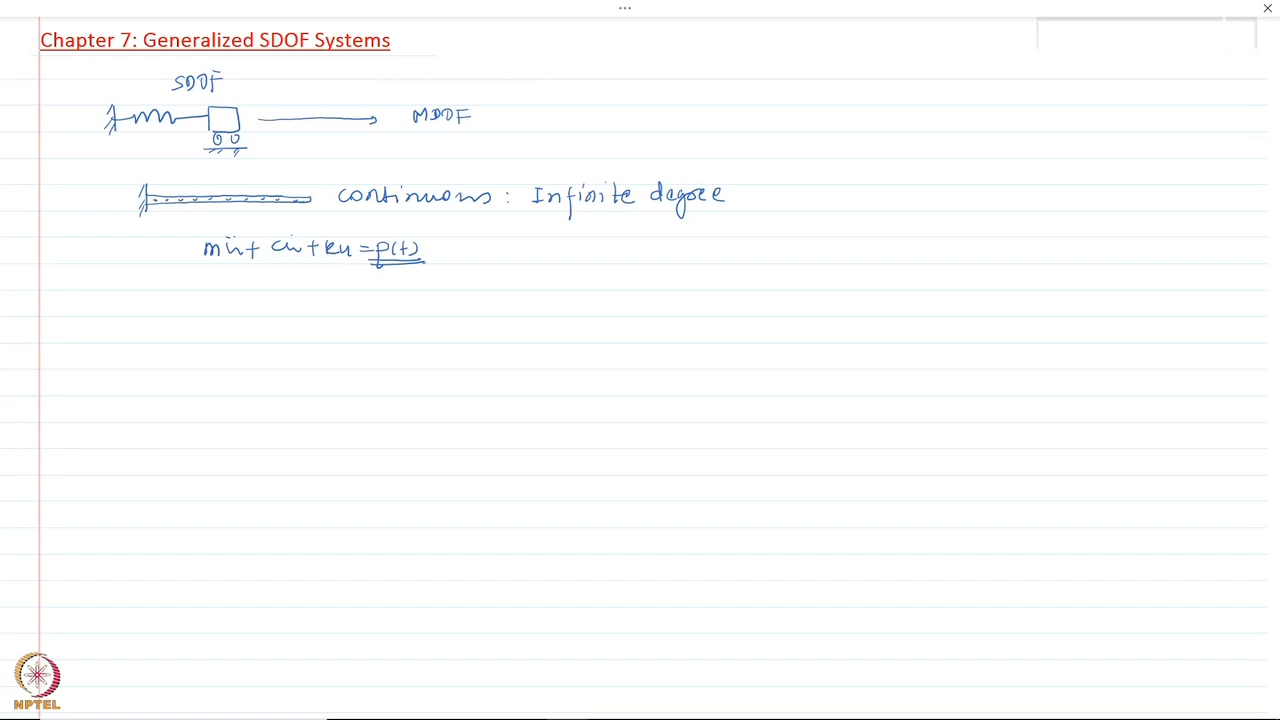 Chapter 7: Generalized SDOF Systems
SDOF
MDOF
continuous : Infinite degree
mü + cu̇ + ku = p(t)
NPTEL